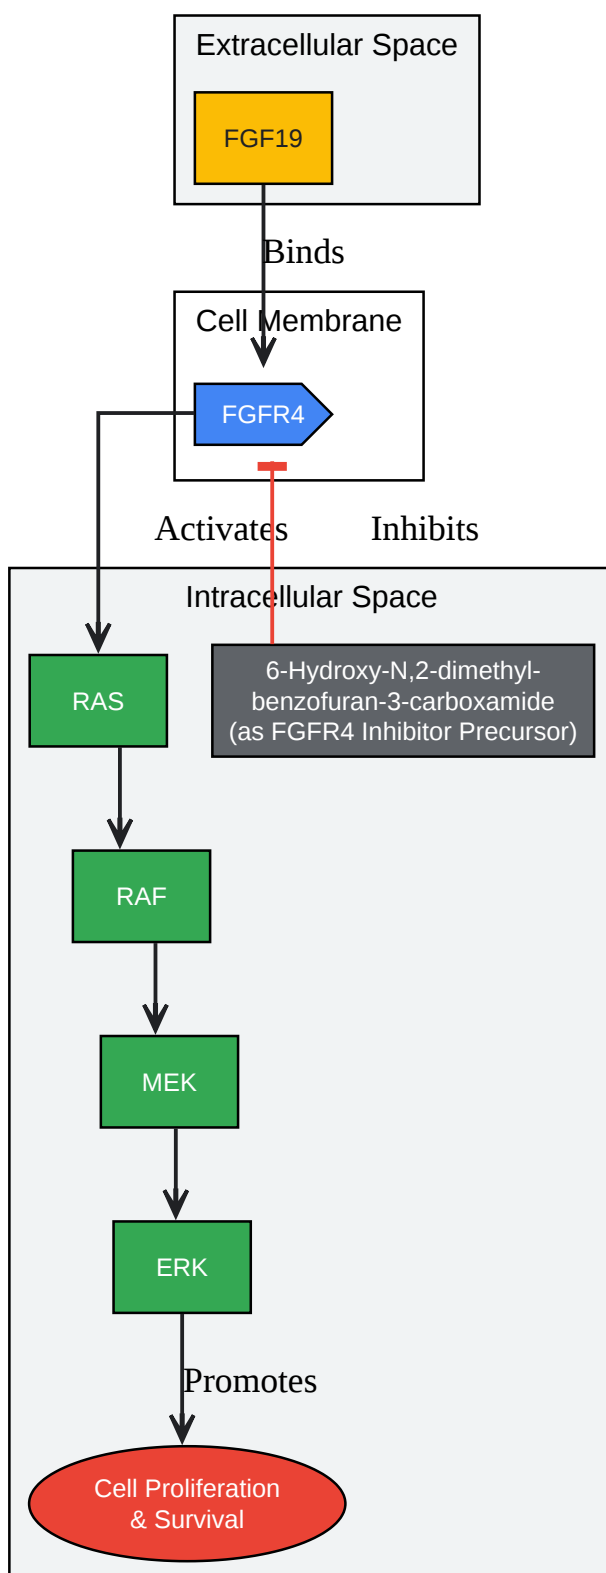 Extracellular Space
FGF19
Binds
Cell Membrane
FGFR4
Activates
Inhibits
Intracellular Space
RAS
6-Hydroxy-N,2-dimethyl-
benzofuran-3-carboxamide
(as FGFR4 Inhibitor Precursor)
RAF
MEK
ERK
Promotes
Cell Proliferation
& Survival